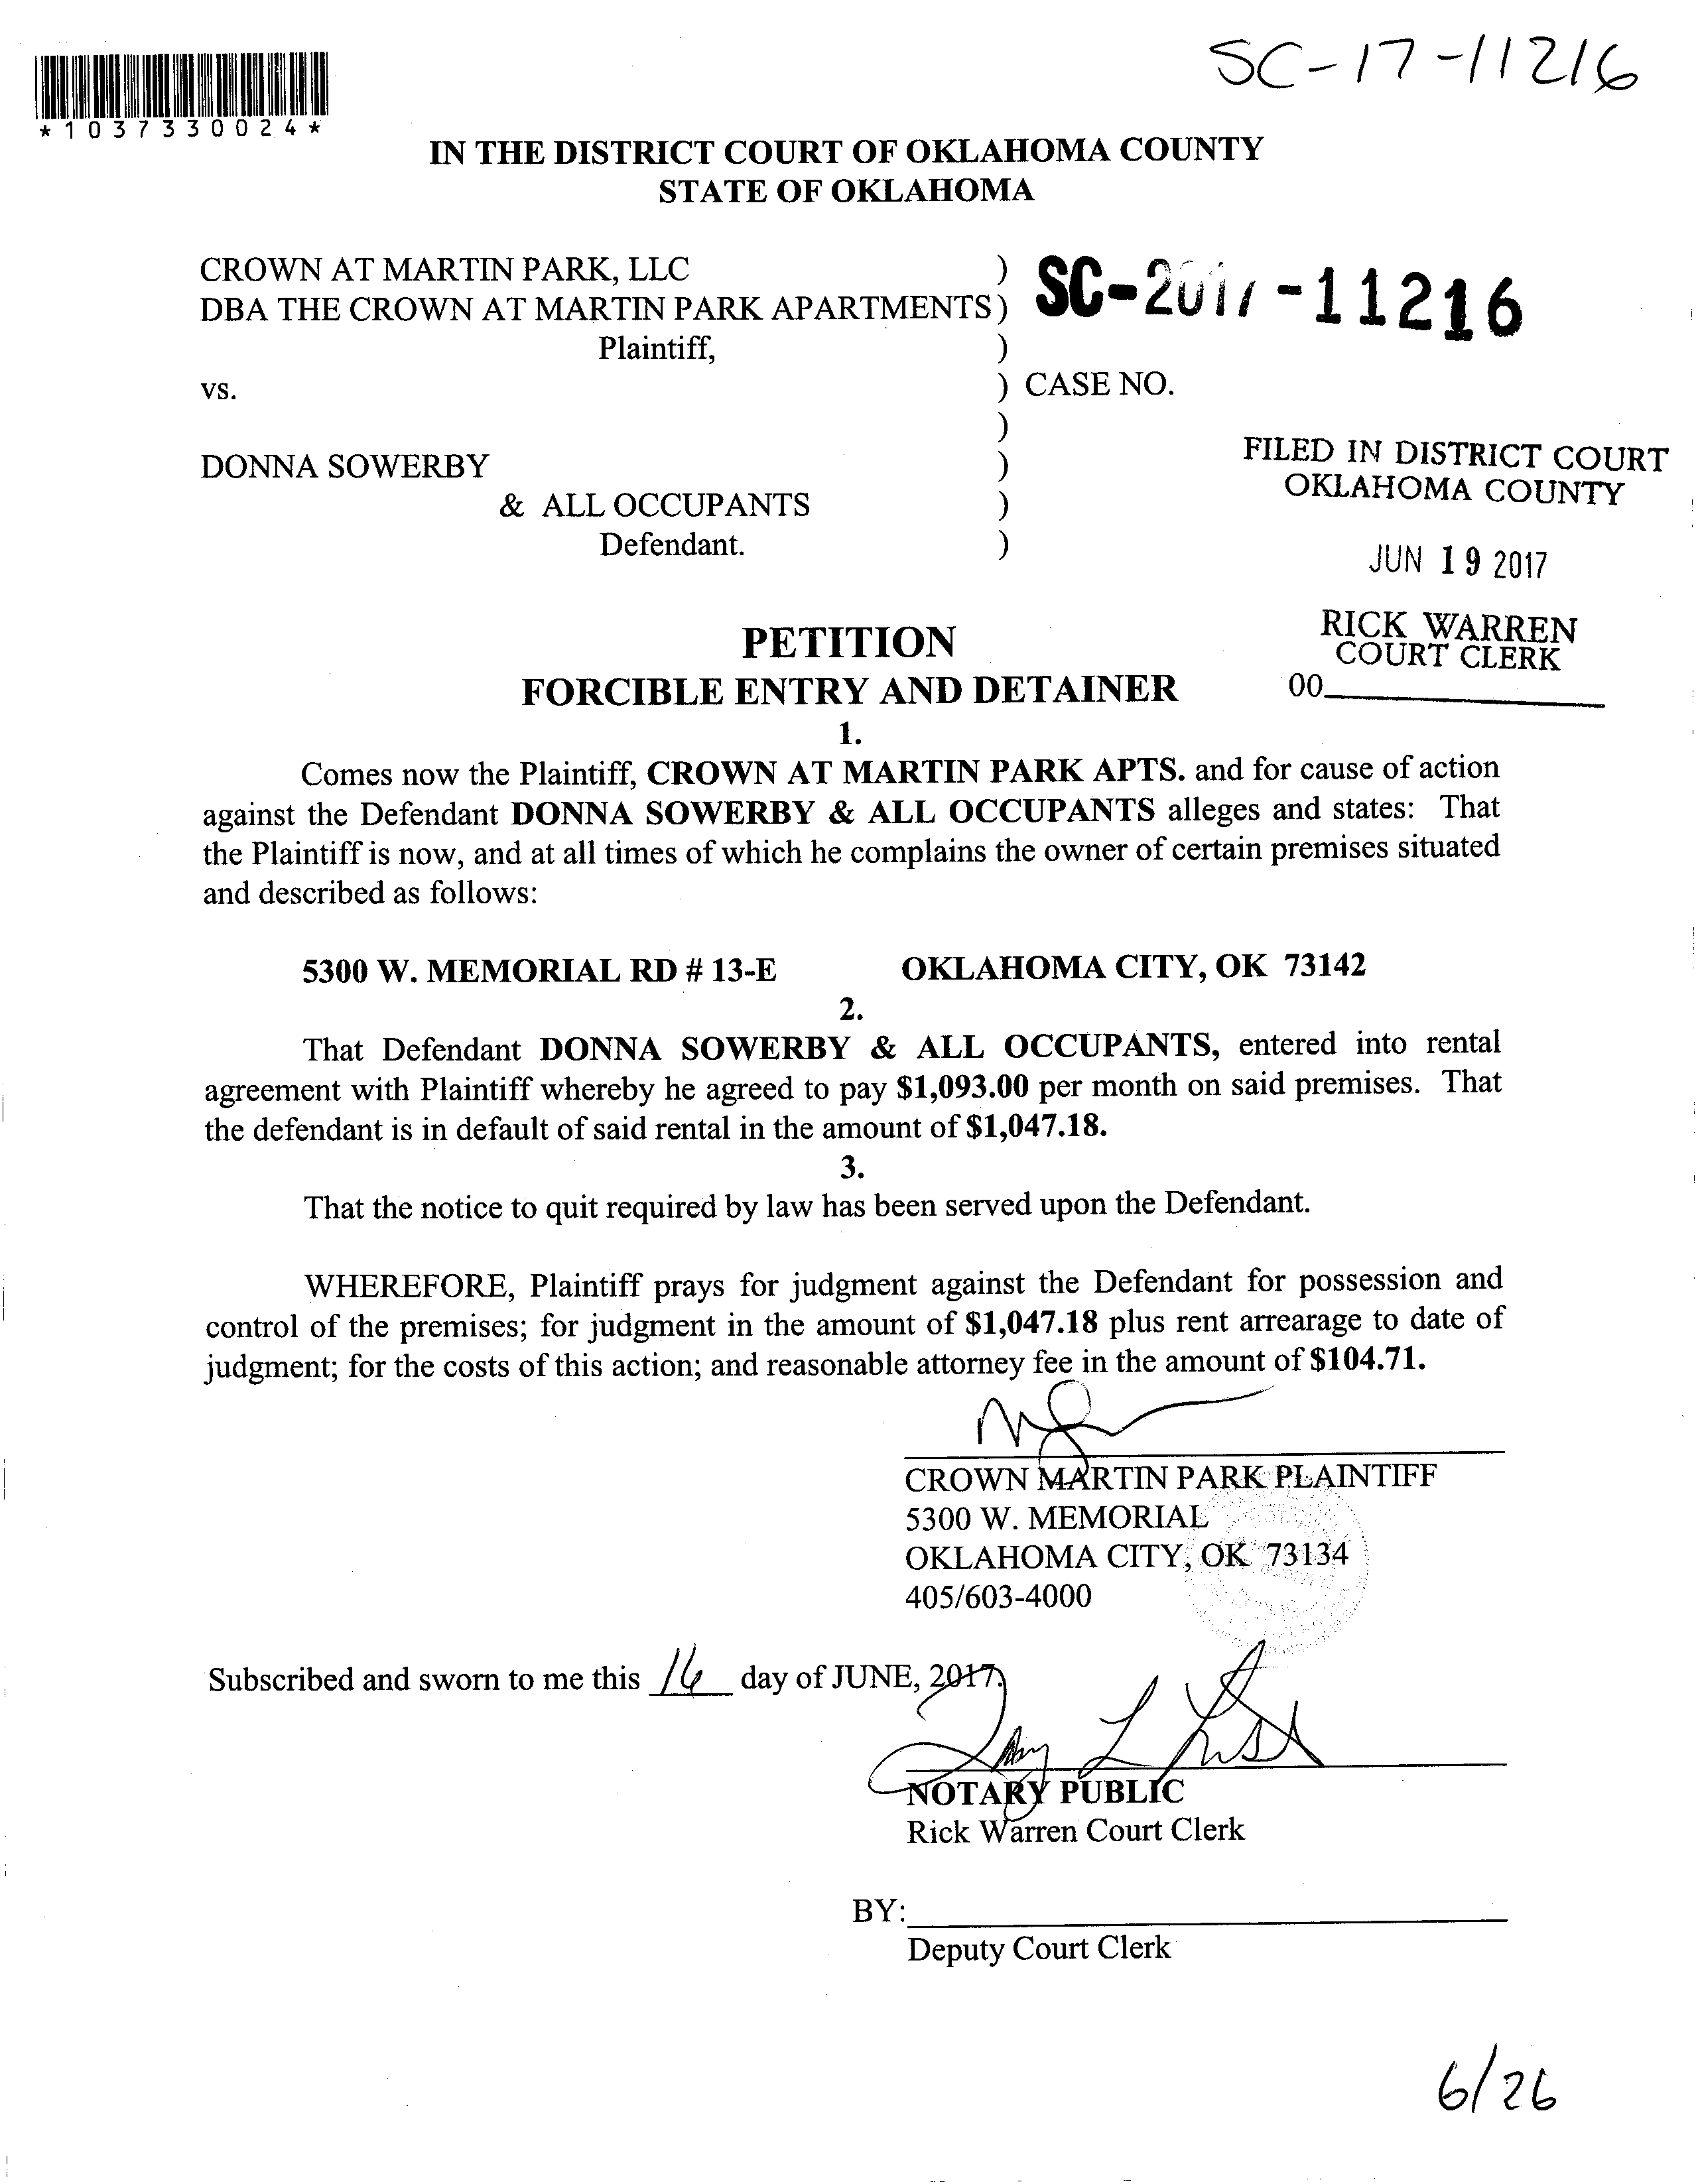 SC-17-11216
*1037330024*
IN THE DISTRICT COURT OF OKLAHOMA COUNTY
STATE OF OKLAHOMA
CROWN AT MARTIN PARK, LLC )
DBA THE CROWN AT MARTIN PARK APARTMENTS )
SC-2017-11216
Plaintiff, )
vs. ) CASE NO.
)
DONNA SOWERBY )
& ALL OCCUPANTS )
Defendant. )
FILED IN DISTRICT COURT
OKLAHOMA COUNTY
JUN 19 2017
RICK WARREN
COURT CLERK
00
PETITION
FORCIBLE ENTRY AND DETAINER
1.
Comes now the Plaintiff, CROWN AT MARTIN PARK APTS. and for cause of action
against the Defendant DONNA SOWERBY & ALL OCCUPANTS alleges and states: That
the Plaintiff is now, and at all times of which he complains the owner of certain premises situated
and described as follows:
5300 W. MEMORIAL RD # 13-E OKLAHOMA CITY, OK 73142
2.
That Defendant DONNA SOWERBY & ALL OCCUPANTS, entered into rental
agreement with Plaintiff whereby he agreed to pay $1,093.00 per month on said premises. That
the defendant is in default of said rental in the amount of $1,047.18.
3.
That the notice to quit required by law has been served upon the Defendant.
WHEREFORE, Plaintiff prays for judgment against the Defendant for possession and
control of the premises; for judgment in the amount of $1,047.18 plus rent arrearage to date of
judgment; for the costs of this action; and reasonable attorney fee in the amount of $104.71.
CROWN MARTIN PARK PLAINTIFF
5300 W. MEMORIAL
OKLAHOMA CITY, OK 73134
405/603-4000
Subscribed and sworn to me this 16 day of JUNE, 2017.
NOTARY PUBLIC
Rick Warren Court Clerk
BY:
Deputy Court Clerk
6/26